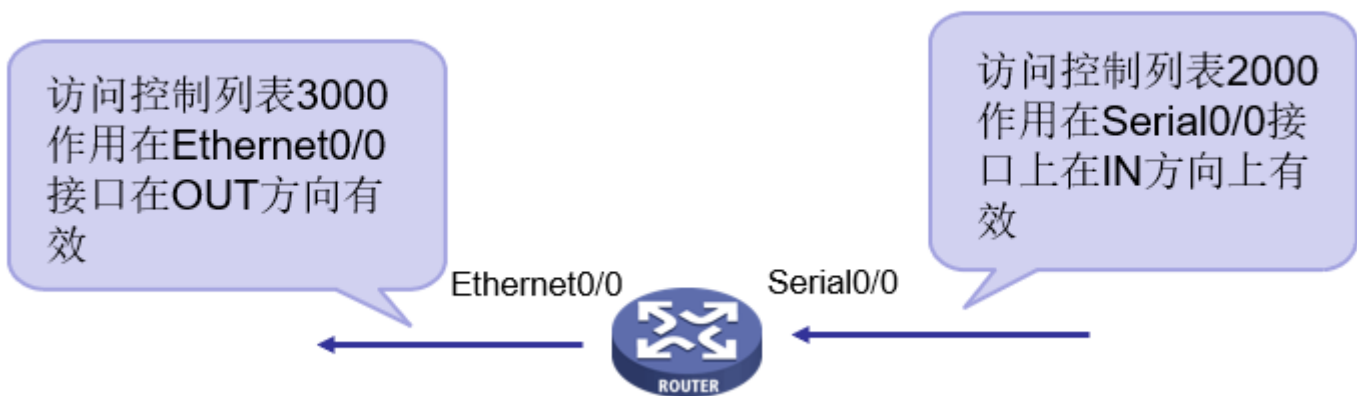 访问控制列表3000
作用在Ethernet0/0
接口在OUT方向有
效
访问控制列表2000
作用在Serial0/0接
口上在IN方向上有
效
Ethernet0/0
Serial0/0
ROUTER